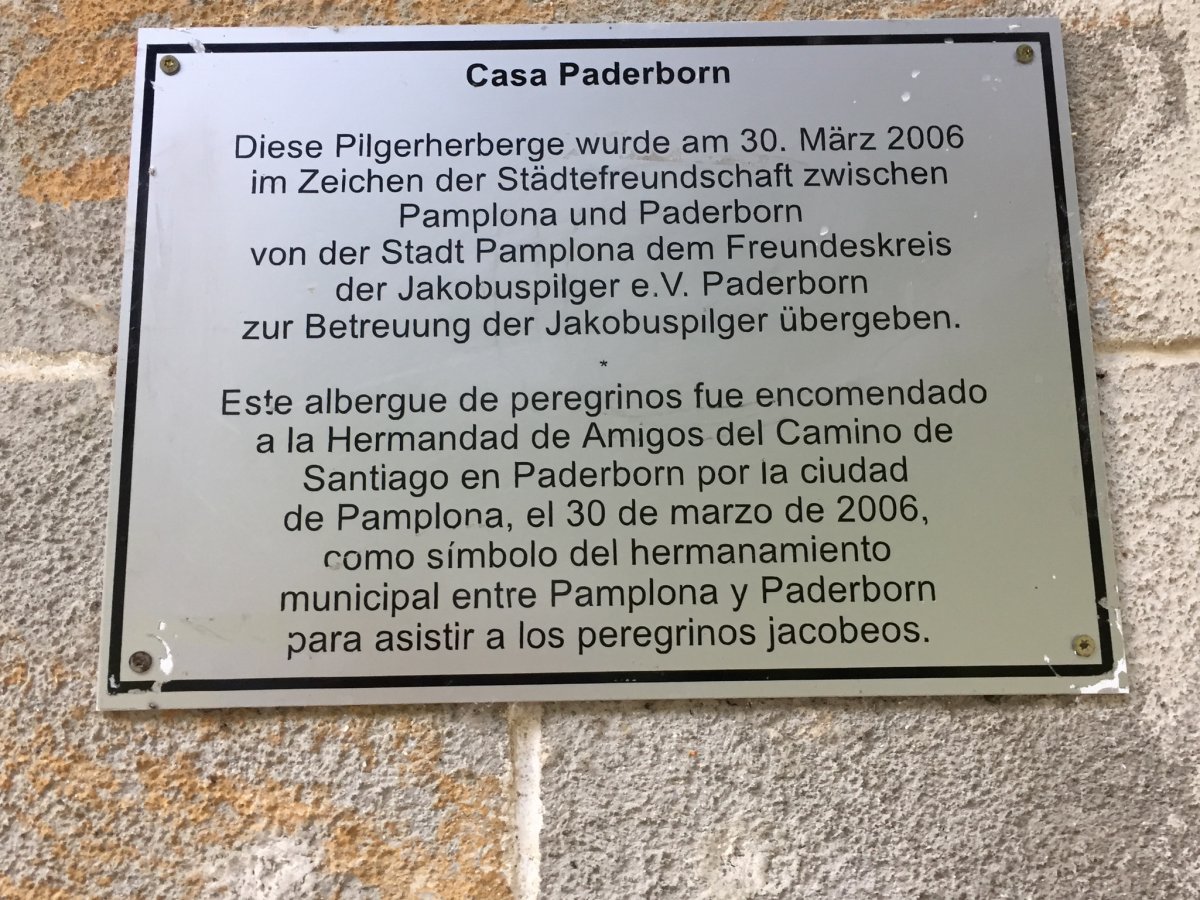 Casa Paderborn
Diese Pilgerherberge wurde am 30. März 2006
im Zeichen der Städtefreundschaft zwischen
Pamplona und Paderborn
von der Stadt Pamplona dem Freundeskreis
der Jakobuspilger e.V. Paderborn
zur Betreuung der Jakobuspilger übergeben.
*
Este albergue de peregrinos fue encomendado
a la Hermandad de Amigos del Camino de
Santiago en Paderborn por la ciudad
de Pamplona, el 30 de marzo de 2006,
como símbolo del hermanamiento
municipal entre Pamplona y Paderborn
para asistir a los peregrinos jacobeos.